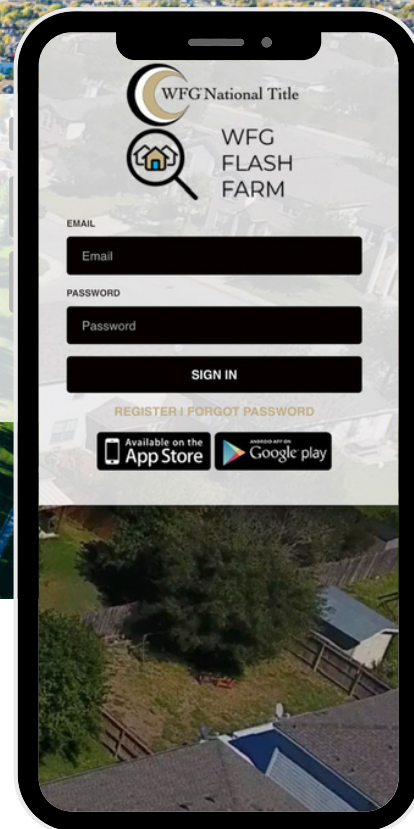 WFG National Title
WFG
FLASH
FARM
EMAIL
Email
PASSWORD
Password
SIGN IN
REGISTER | FORGOT PASSWORD
Available on the
App Store
ANDROID APP ON
Google play